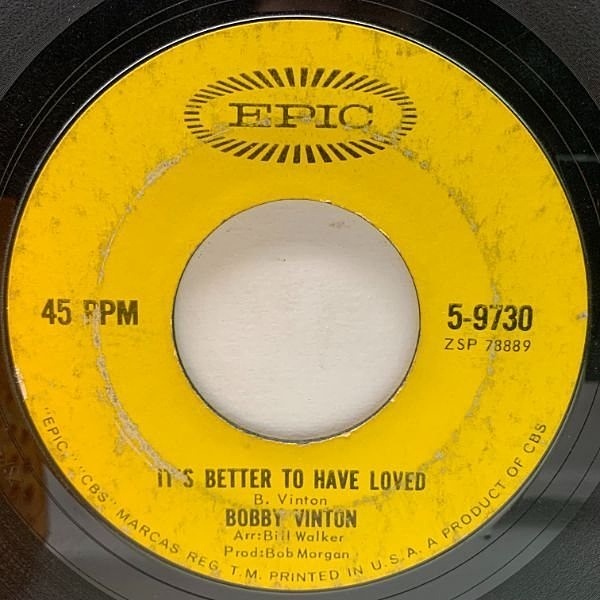 EPIC
45 RPM
5-9730
ZSP 78889
IT'S BETTER TO HAVE LOVED
B. Vinton
BOBBY VINTON
Arr:Bill Walker
Prod:Bob Morgan
"EPIC," "CBS" MARCAS REG. T.M. PRINTED IN U.S.A. A PRODUCT OF CBS